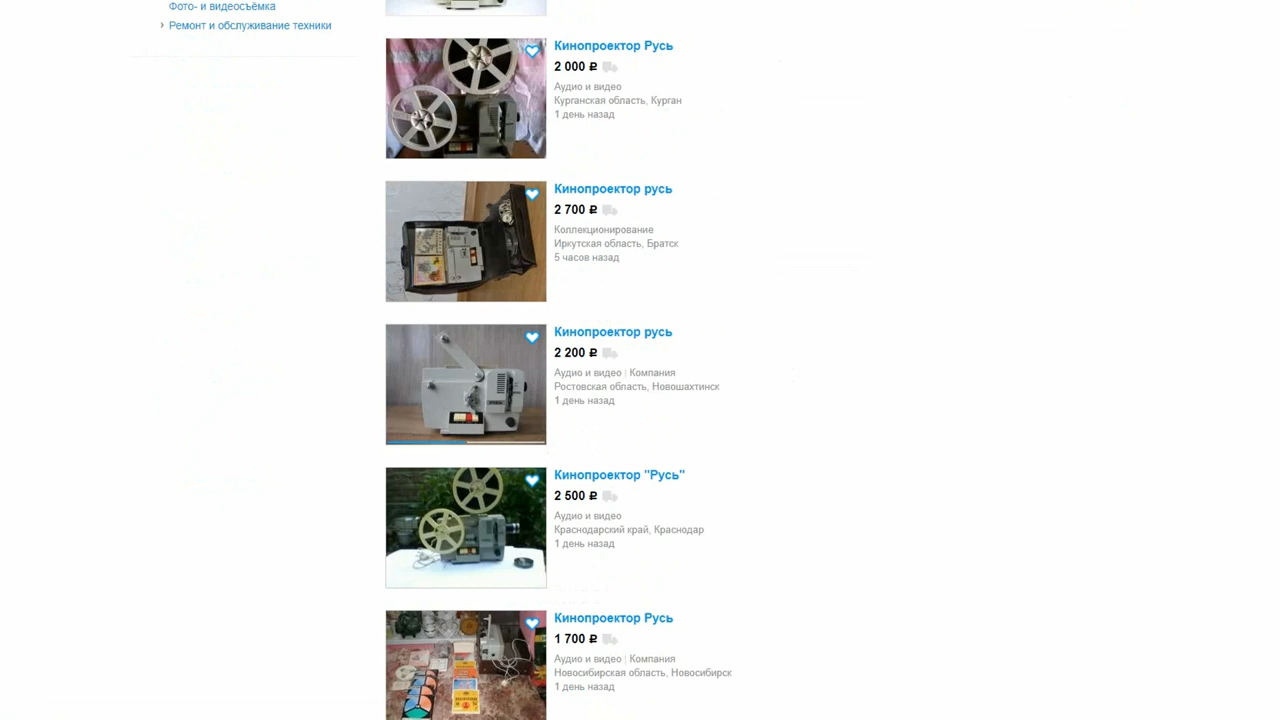 Фото- и видеосъёмка
Ремонт и обслуживание техники
Кинопроектор Русь
2 000 ₽
Аудио и видео
Курганская область, Курган
1 день назад
Кинопроектор русь
2 700 ₽
Коллекционирование
Иркутская область, Братск
5 часов назад
Кинопроектор русь
2 200 ₽
Аудио и видео | Компания
Ростовская область, Новошахтинск
1 день назад
Кинопроектор "Русь"
2 500 ₽
Аудио и видео
Краснодарский край, Краснодар
1 день назад
Кинопроектор Русь
1 700 ₽
Аудио и видео | Компания
Новосибирская область, Новосибирск
1 день назад